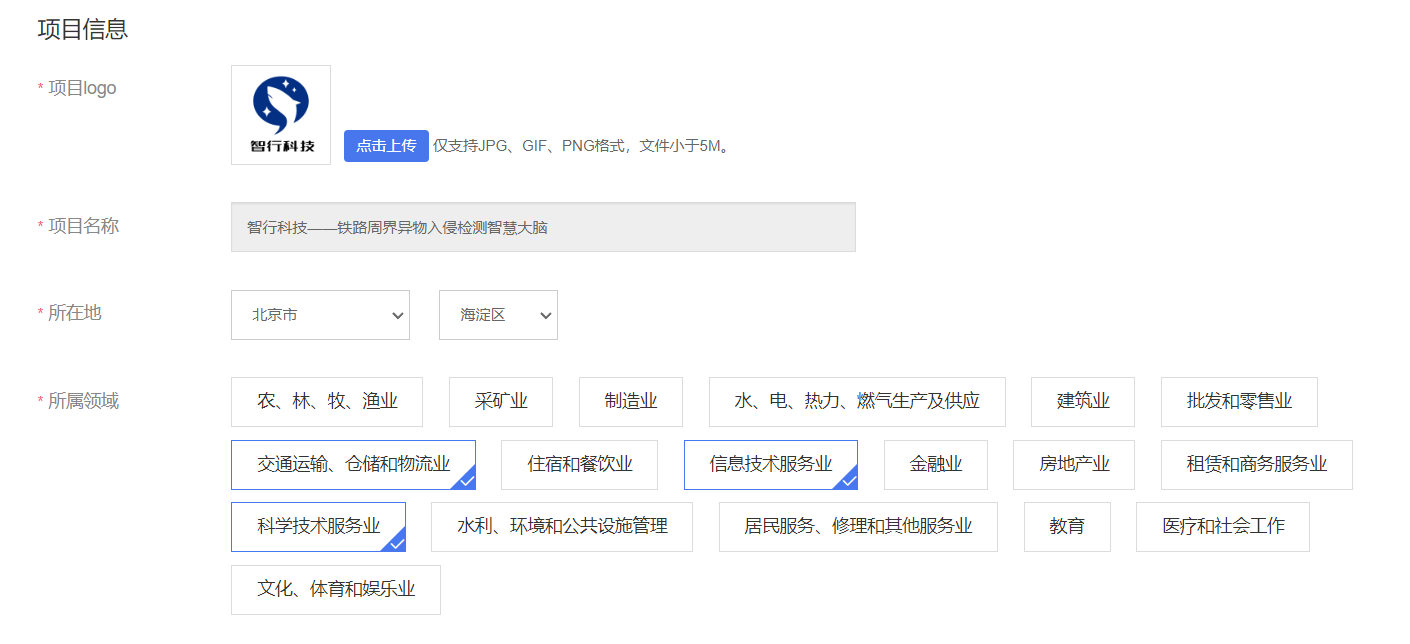 项目信息
* 项目logo
智行科技
点击上传 仅支持JPG、GIF、PNG格式，文件小于5M。
* 项目名称
智行科技——铁路周界异物入侵检测智慧大脑
* 所在地
北京市 海淀区
* 所属领域
农、林、牧、渔业 采矿业 制造业 水、电、热力、燃气生产及供应 建筑业 批发和零售业
交通运输、仓储和物流业 住宿和餐饮业 信息技术服务业 金融业 房地产业 租赁和商务服务业
科学技术服务业 水利、环境和公共设施管理 居民服务、修理和其他服务业 教育 医疗和社会工作
文化、体育和娱乐业